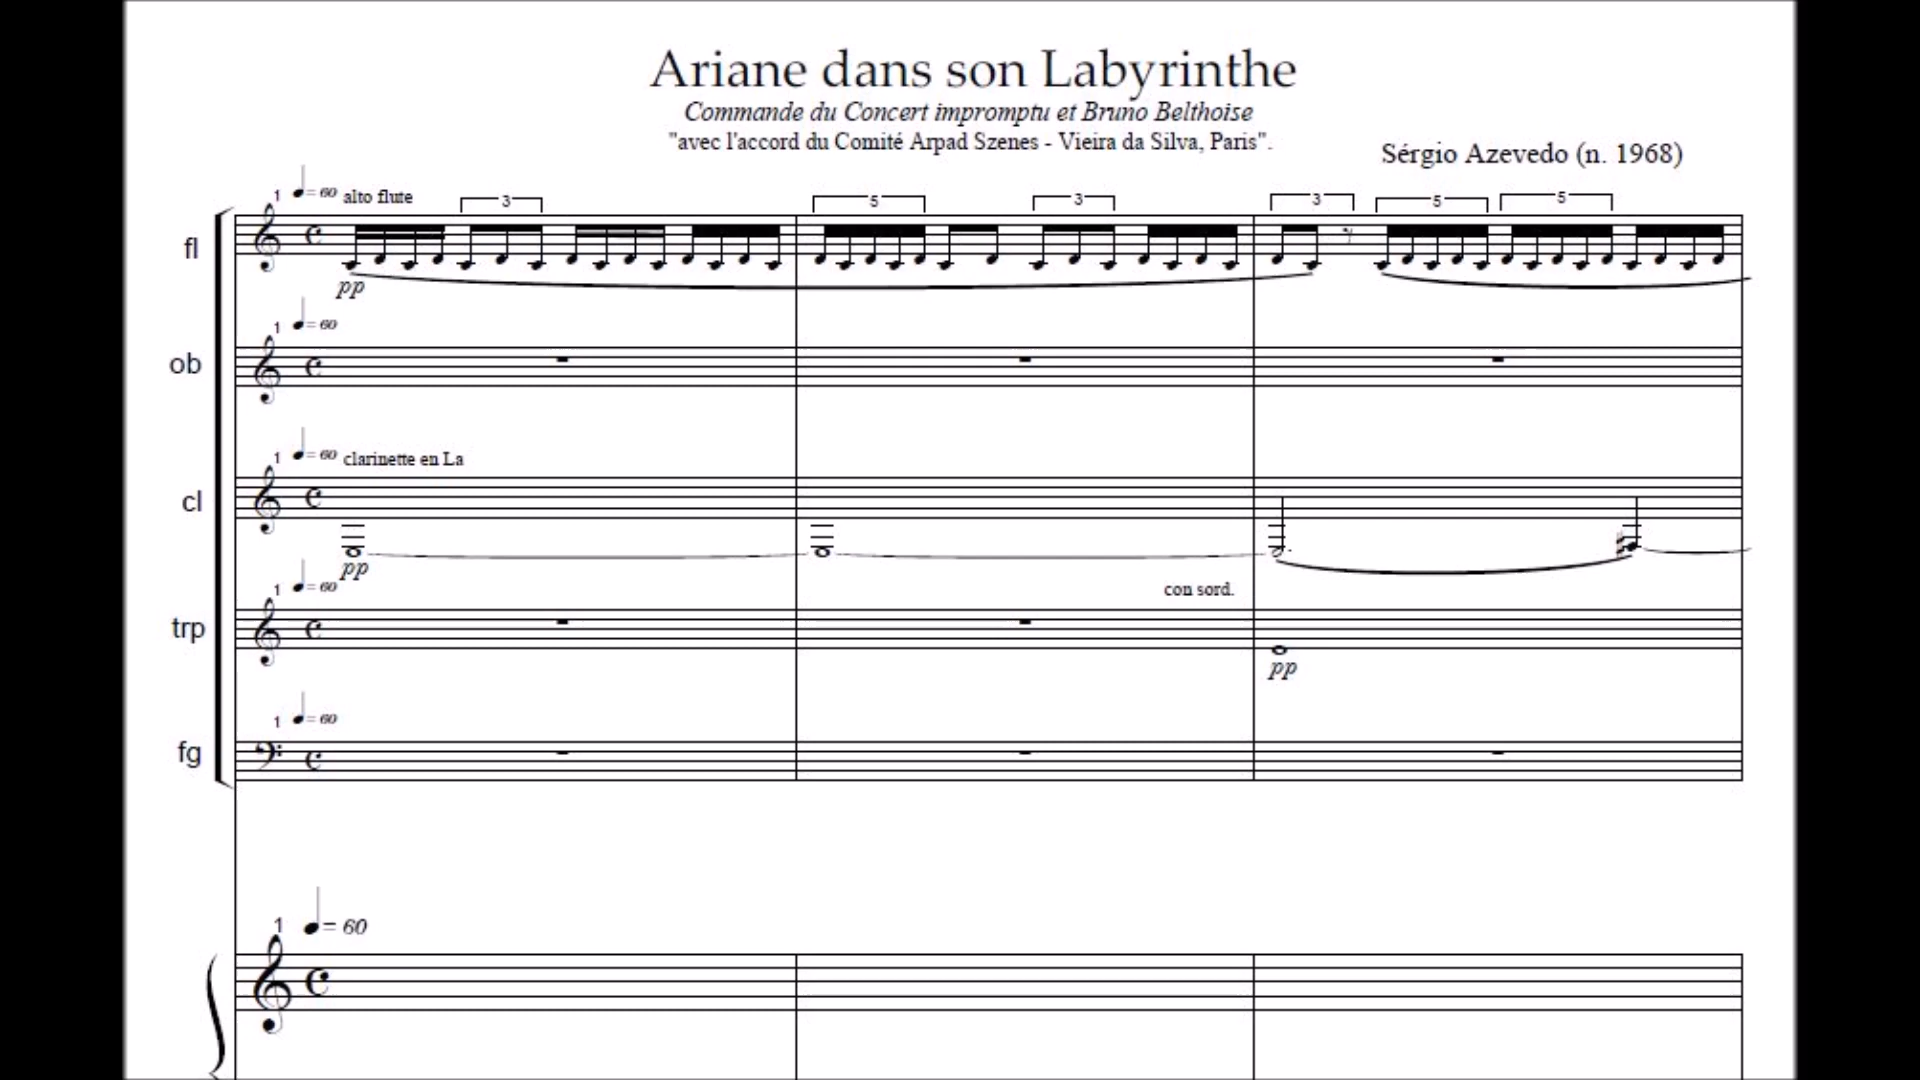 Ariane dans son Labyrinthe
Commande du Concert impromptu et Bruno Belthoise
"avec l'accord du Comité Arpad Szenes - Vieira da Silva, Paris".
Sérgio Azevedo (n. 1968)
1 = 60 alto flute 3 5 3 3 5 5
fl
pp
1 = 60
ob
1 = 60 clarinette en La
cl
pp
1 = 60 con sord.
trp
pp
1 = 60
fg
1 = 60